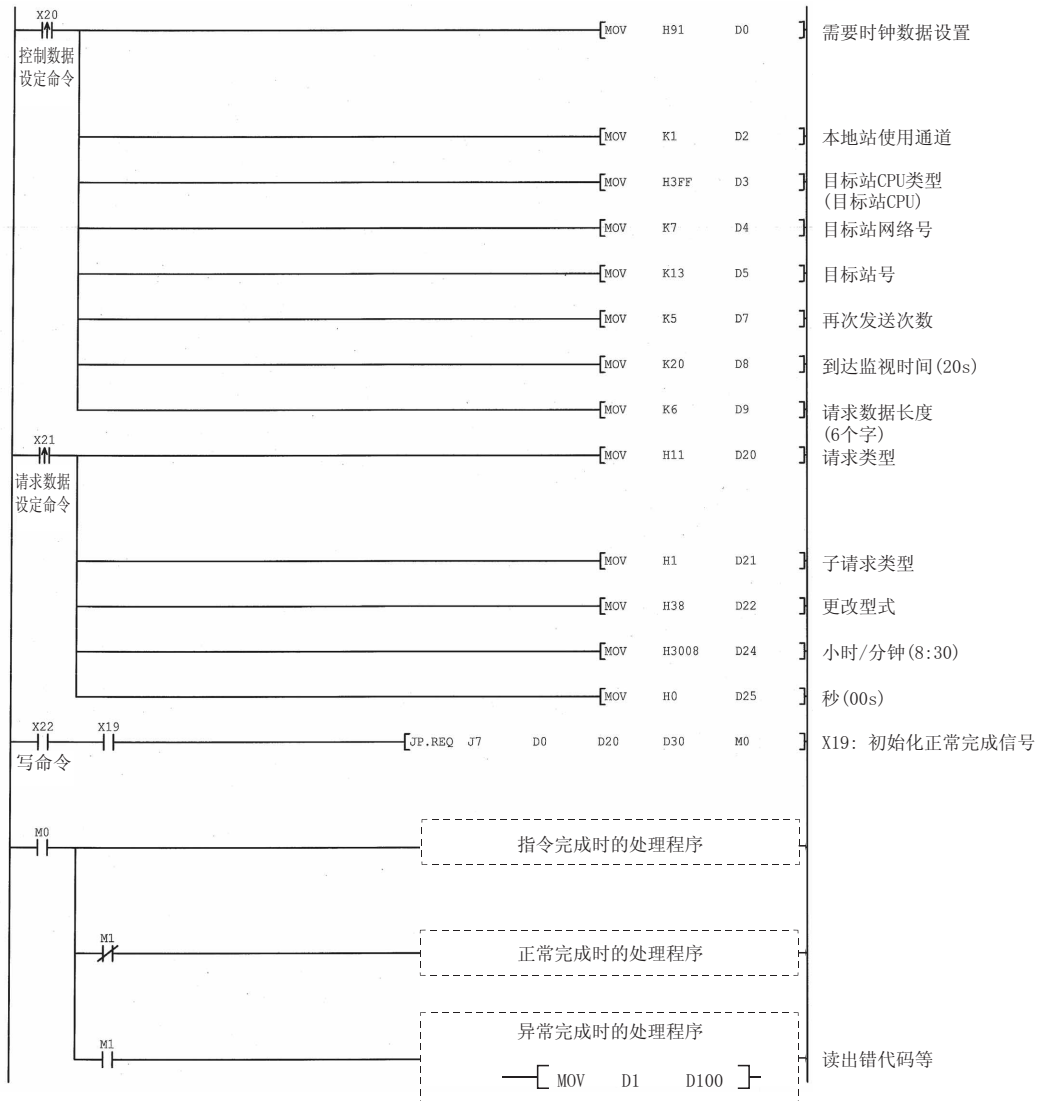 X20
MOV H91 D0 需要时钟数据设置
控制数据
设定命令
MOV K1 D2 本地站使用通道
MOV H3FF D3 目标站CPU类型
(目标站CPU)
MOV K7 D4 目标站网络号
MOV K13 D5 目标站号
MOV K5 D7 再次发送次数
MOV K20 D8 到达监视时间(20s)
MOV K6 D9 请求数据长度
(6个字)
X21
MOV H11 D20 请求类型
请求数据
设定命令
MOV H1 D21 子请求类型
MOV H38 D22 更改型式
MOV H3008 D24 小时/分钟(8:30)
MOV H0 D25 秒(00s)
X22 X19
JP.REQ J7 D0 D20 D30 M0 X19: 初始化正常完成信号
写命令
M0
指令完成时的处理程序
M1
正常完成时的处理程序
异常完成时的处理程序
M1
读出错代码等
MOV D1 D100